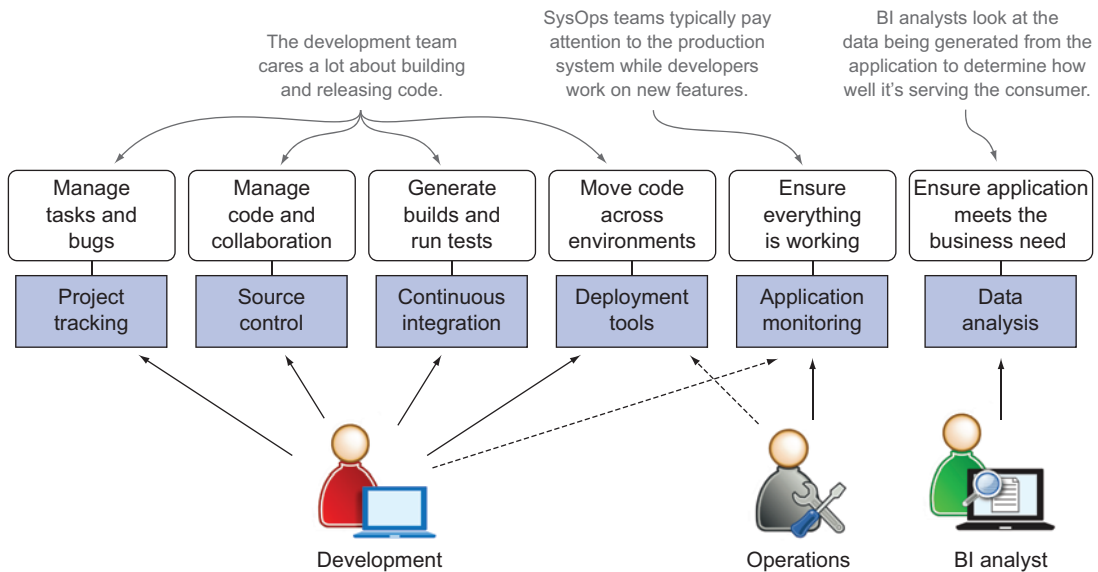 The development team
cares a lot about building
and releasing code.
SysOps teams typically pay
attention to the production
system while developers
work on new features.
BI analysts look at the
data being generated from the
application to determine how
well it's serving the consumer.
Manage
tasks and
bugs
Manage
code and
collaboration
Generate
builds and
run tests
Move code
across
environments
Ensure
everything
is working
Ensure application
meets the
business need
Project
tracking
Source
control
Continuous
integration
Deployment
tools
Application
monitoring
Data
analysis
Development
Operations
BI analyst